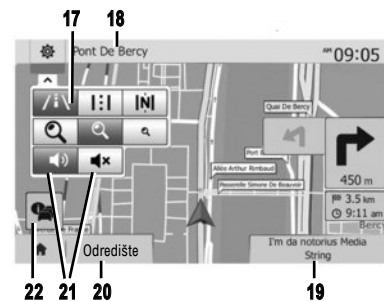 17 18
Pont De Bercy
AM 09:05
N
Quai De Bercy
Port
Allée Arthur Rimbaud
Passerelle Simone De Beauvoir
450 m
3.5 km
9:11 am
Bercy
Odredište
I'm da notorius Media
String
22 21 20 19